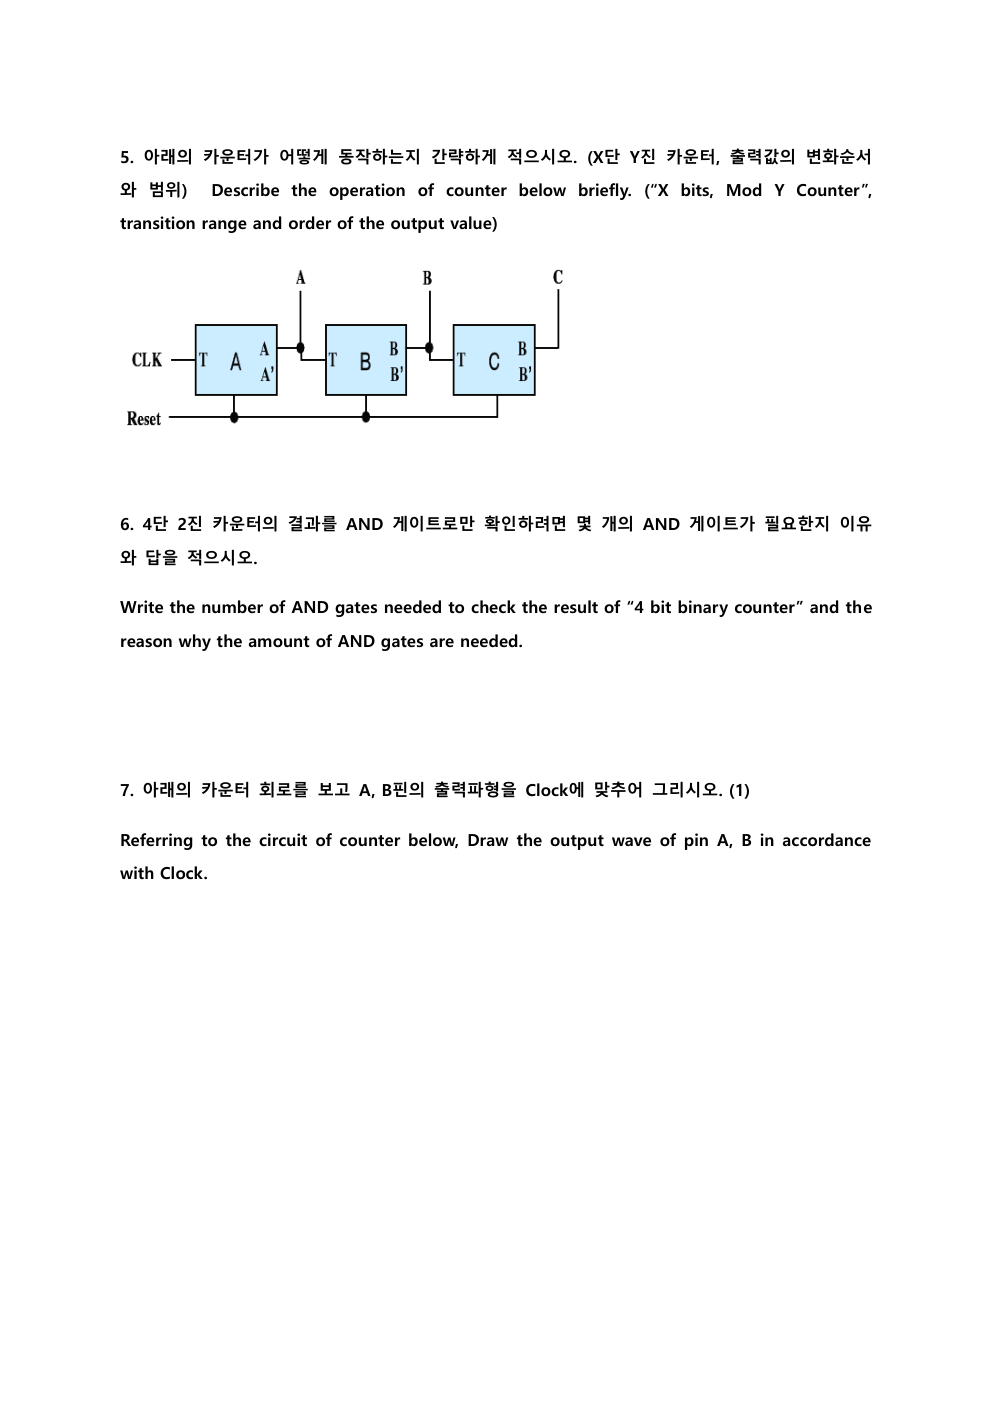 5. 아래의 카운터가 어떻게 동작하는지 간략하게 적으시오. (X단 Y진 카운터, 출력값의 변화순서
와 범위) Describe the operation of counter below briefly. (“X bits, Mod Y Counter”,
transition range and order of the output value)
A B C
CLK T A A A' T B B B' T C B B'
Reset
6. 4단 2진 카운터의 결과를 AND 게이트로만 확인하려면 몇 개의 AND 게이트가 필요한지 이유
와 답을 적으시오.
Write the number of AND gates needed to check the result of “4 bit binary counter” and the
reason why the amount of AND gates are needed.
7. 아래의 카운터 회로를 보고 A, B핀의 출력파형을 Clock에 맞추어 그리시오. (1)
Referring to the circuit of counter below, Draw the output wave of pin A, B in accordance
with Clock.